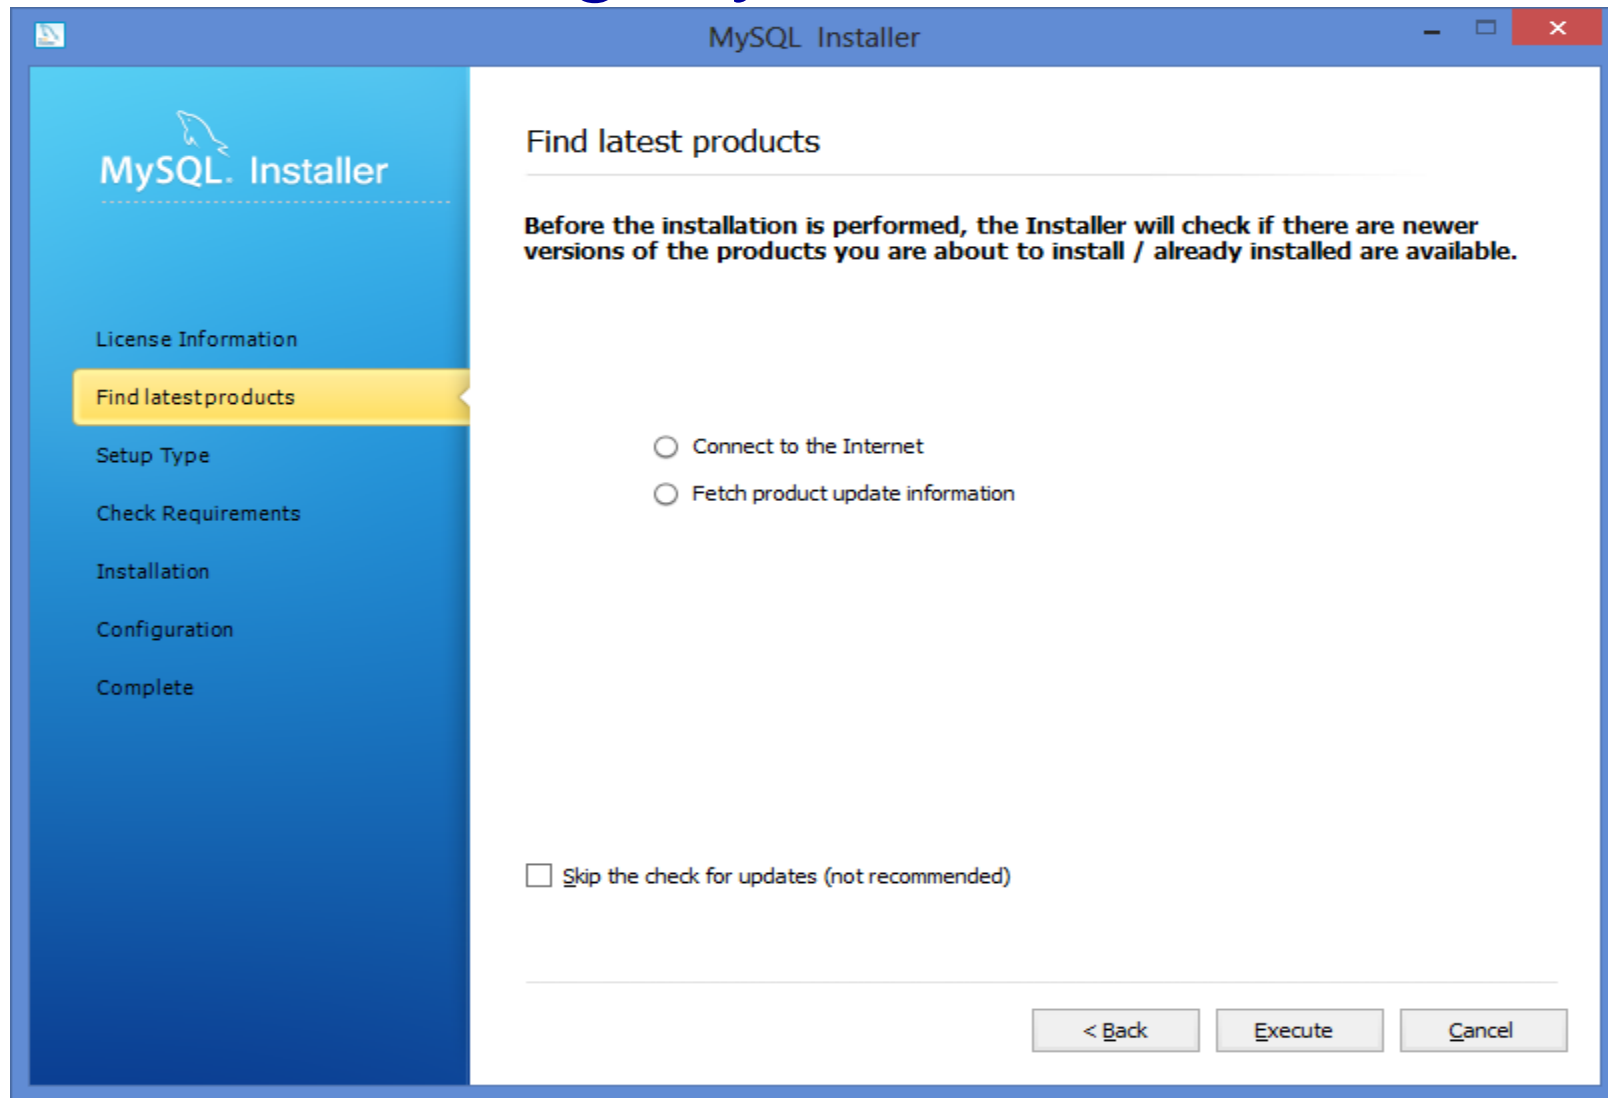 MySQL Installer
MySQL. Installer
License Information
Find latest products
Setup Type
Check Requirements
Installation
Configuration
Complete
Find latest products
Before the installation is performed, the Installer will check if there are newer
versions of the products you are about to install / already installed are available.
Connect to the Internet
Fetch product update information
Skip the check for updates (not recommended)
< Back
Execute
Cancel